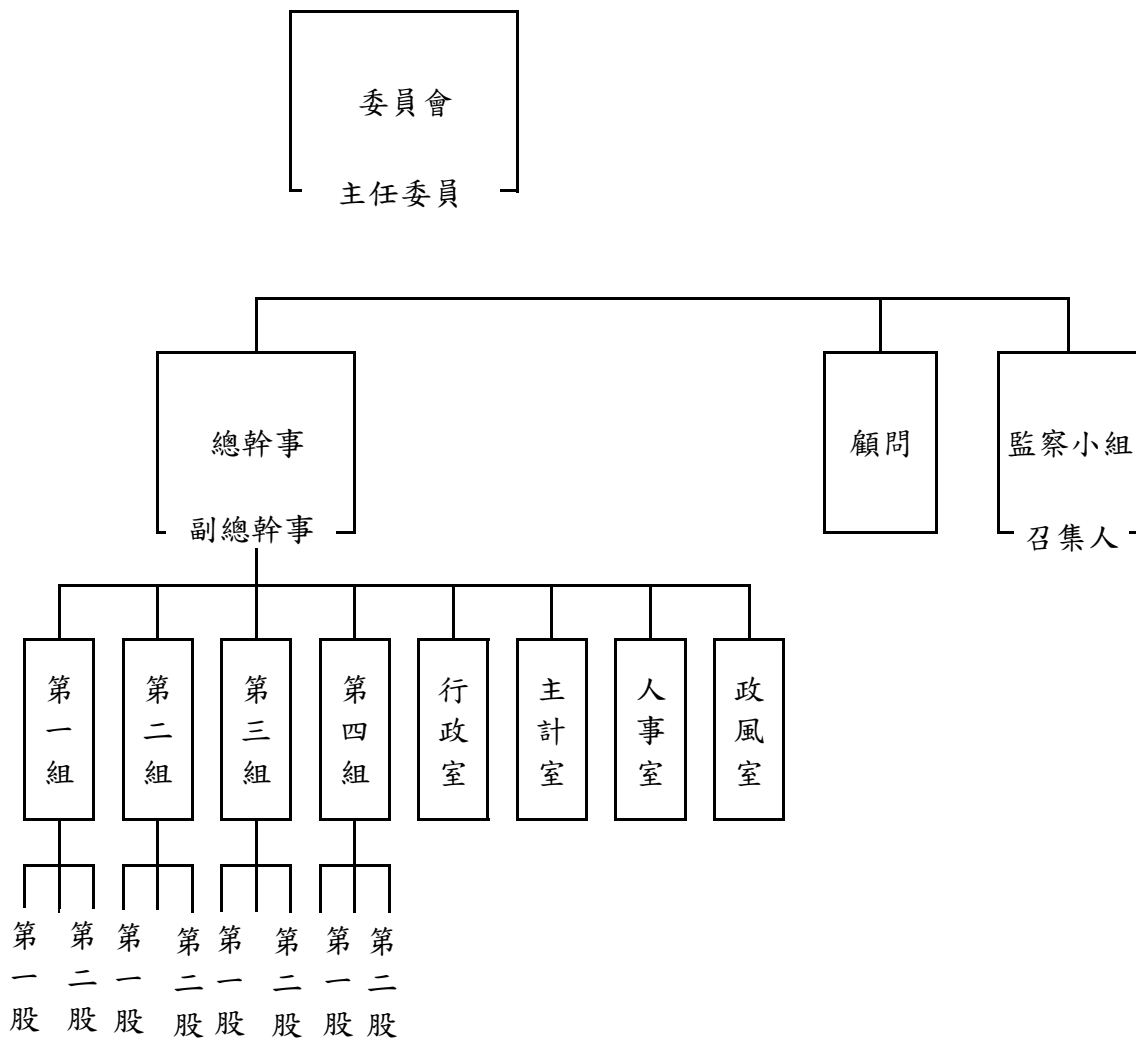 委員會
主任委員
總幹事
副總幹事
顧問
監察小組
召集人
第一組
第二組
第三組
第四組
行政室
主計室
人事室
政風室
第一股
第二股
第一股
第二股
第一股
第二股
第一股
第二股